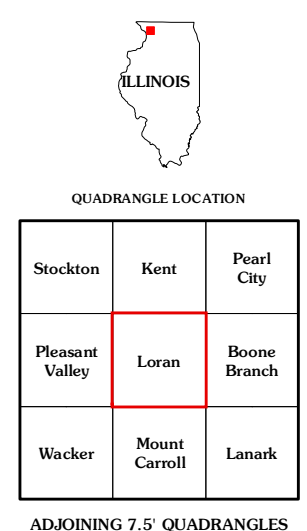 ILLINOIS
QUADRANGLE LOCATION
Stockton
Kent
Pearl
City
Pleasant
Valley
Loran
Boone
Branch
Wacker
Mount
Carroll
Lanark
ADJOINING 7.5' QUADRANGLES